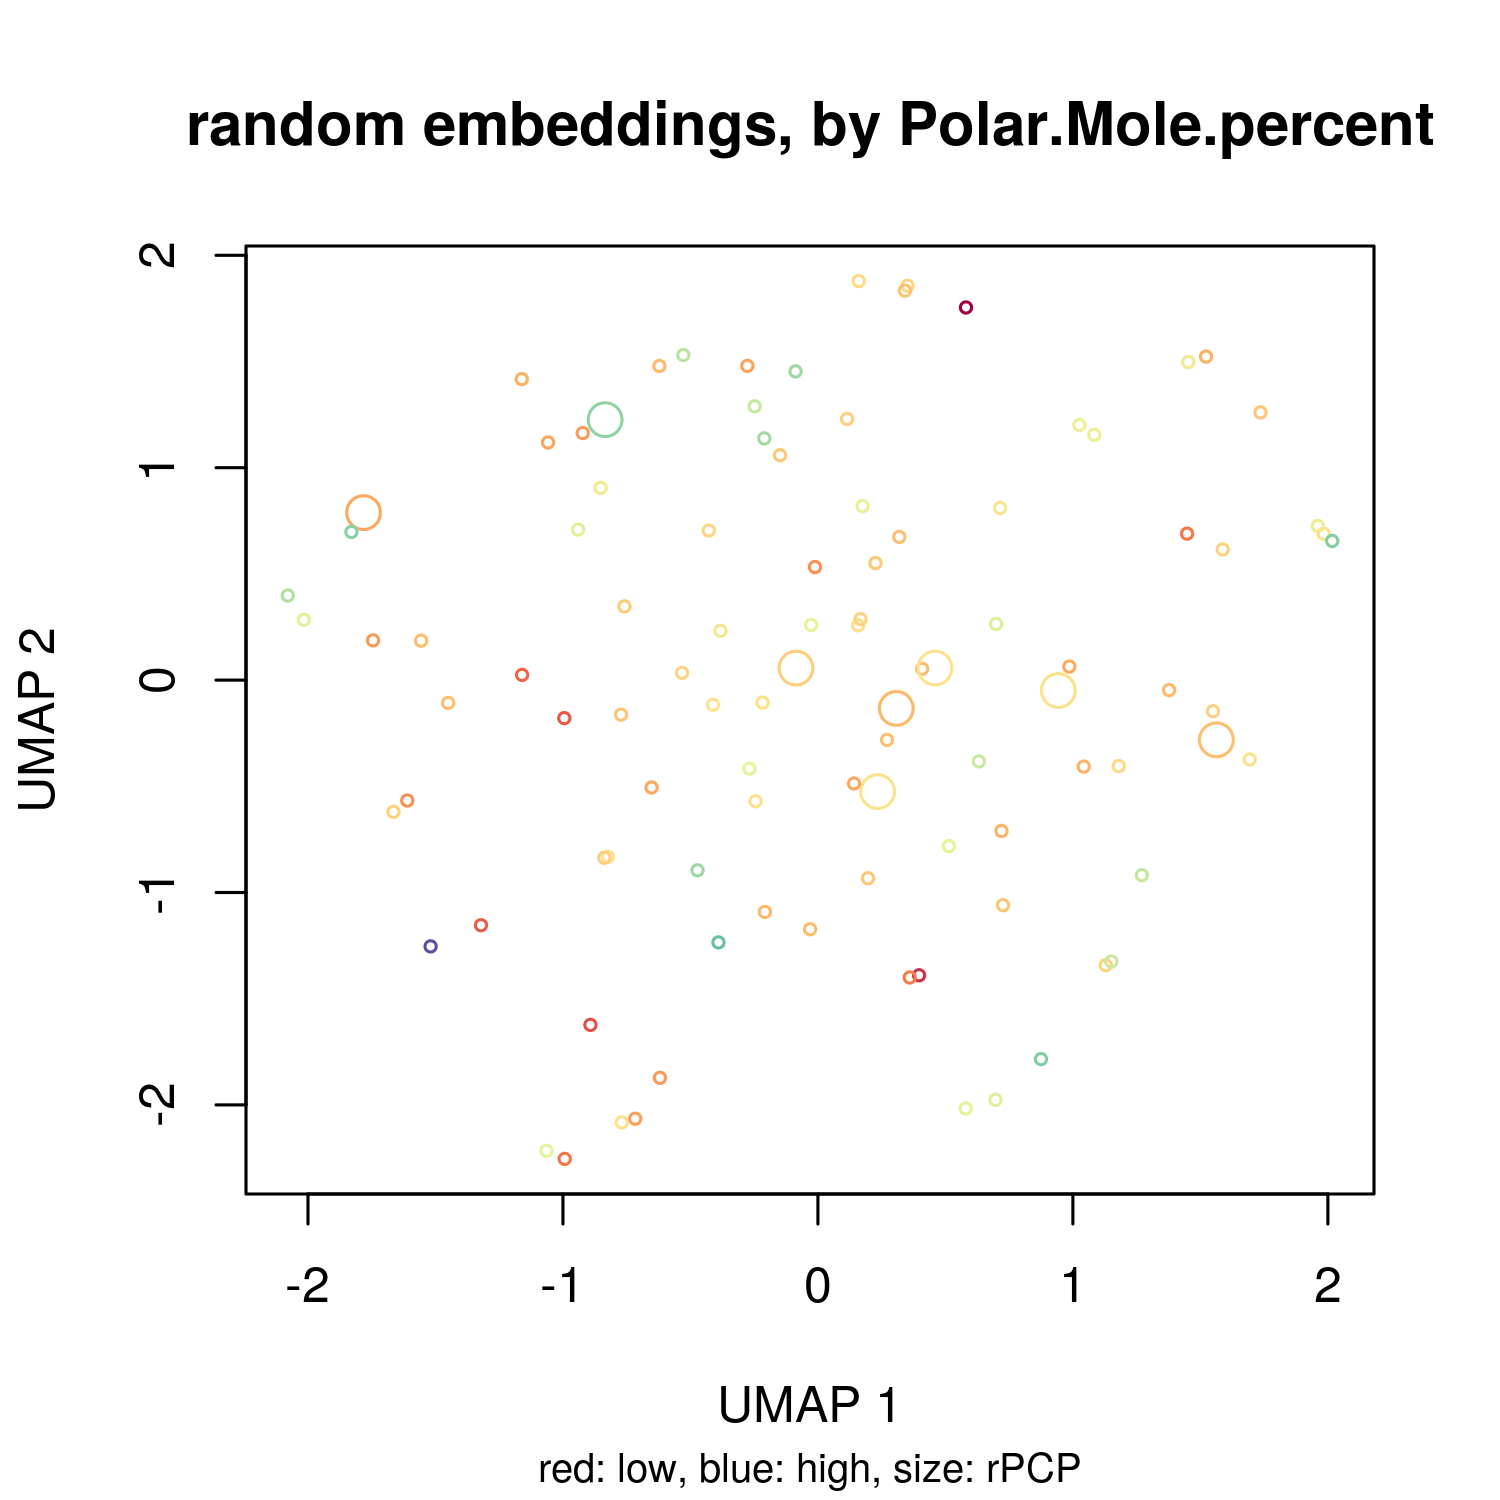 random embeddings, by Polar.Mole.percent
2
1
0
-1
-2
UMAP 2
-2 -1 0 1 2
UMAP 1
red: low, blue: high, size: rPCP